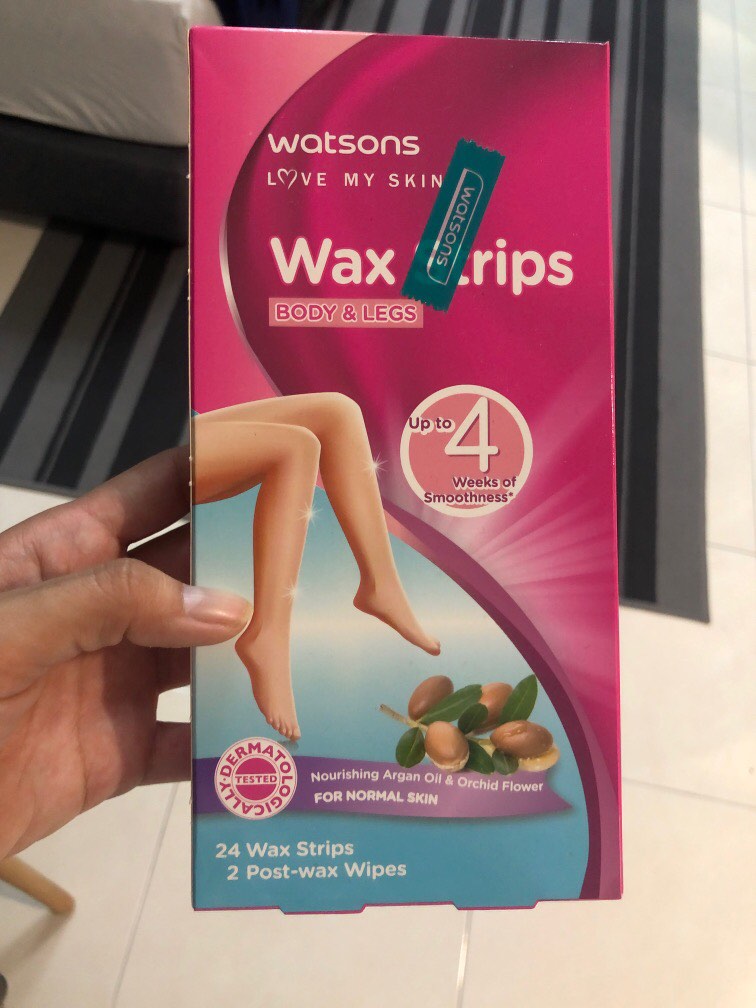 watsons
LOVE MY SKIN
watsons
Wax Strips
BODY & LEGS
Up to
4
Weeks of
Smoothness*
DERMATOLOGICALLY
TESTED
Nourishing Argan Oil & Orchid Flower
FOR NORMAL SKIN
24 Wax Strips
2 Post-wax Wipes